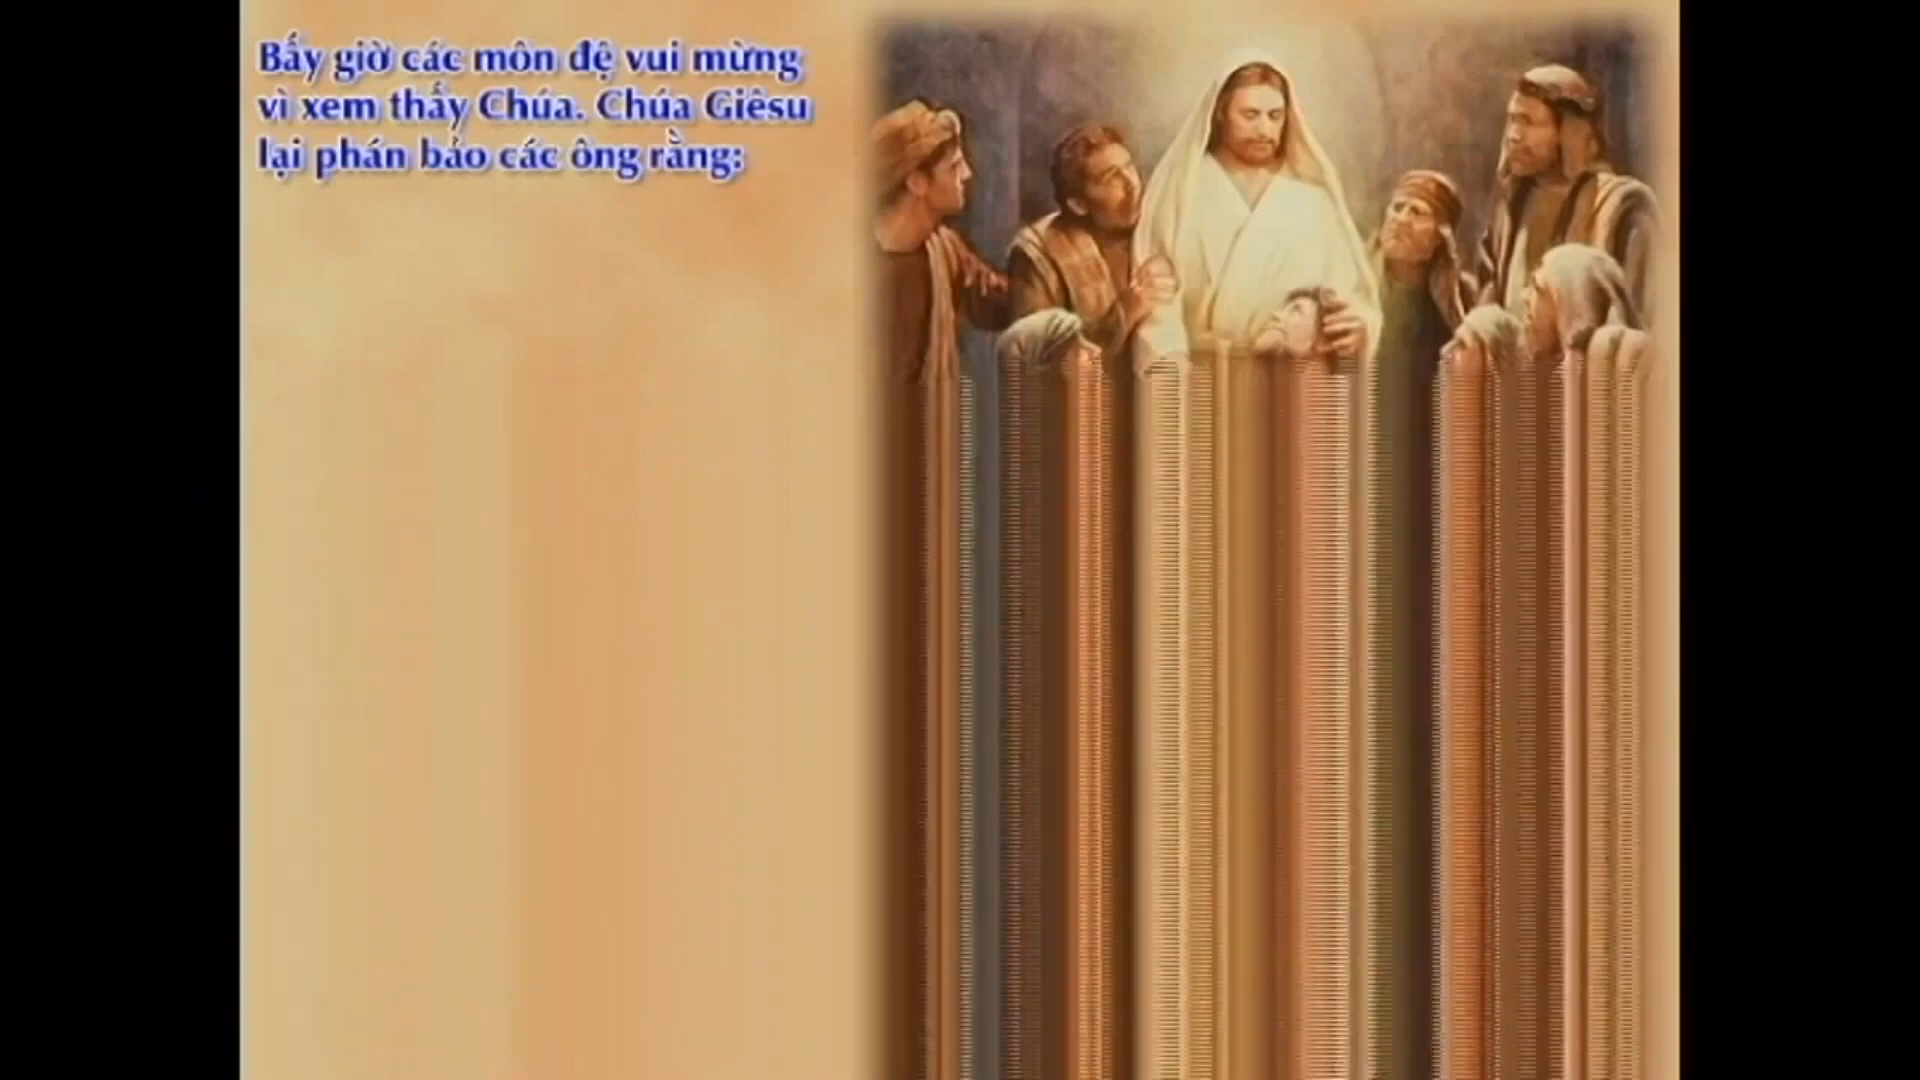 Bấy giờ các môn đệ vui mừng
vì xem thấy Chúa. Chúa Giêsu
lại phán bảo các ông rằng: